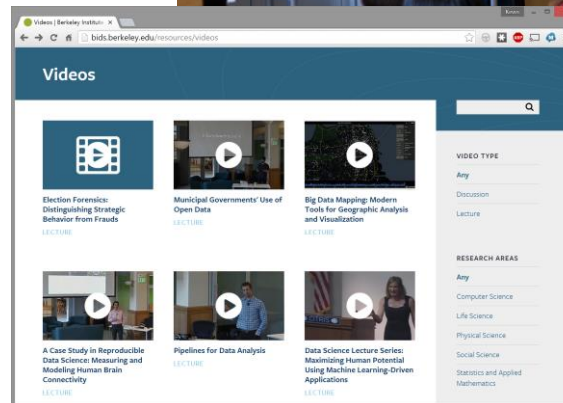 Videos | Berkeley Institute
bids.berkeley.edu/resources/videos
Videos
Election Forensics:
Distinguishing Strategic
Behavior from Frauds
LECTURE
Municipal Governments' Use of
Open Data
LECTURE
Big Data Mapping: Modern
Tools for Geographic Analysis
and Visualization
LECTURE
A Case Study in Reproducible
Data Science: Measuring and
Modeling Human Brain
Connectivity
LECTURE
Pipelines for Data Analysis
LECTURE
Data Science Lecture Series:
Maximizing Human Potential
Using Machine Learning-Driven
Applications
LECTURE
VIDEO TYPE
Any
Discussion
Lecture
RESEARCH AREAS
Any
Computer Science
Life Science
Physical Science
Social Science
Statistics and Applied
Mathematics